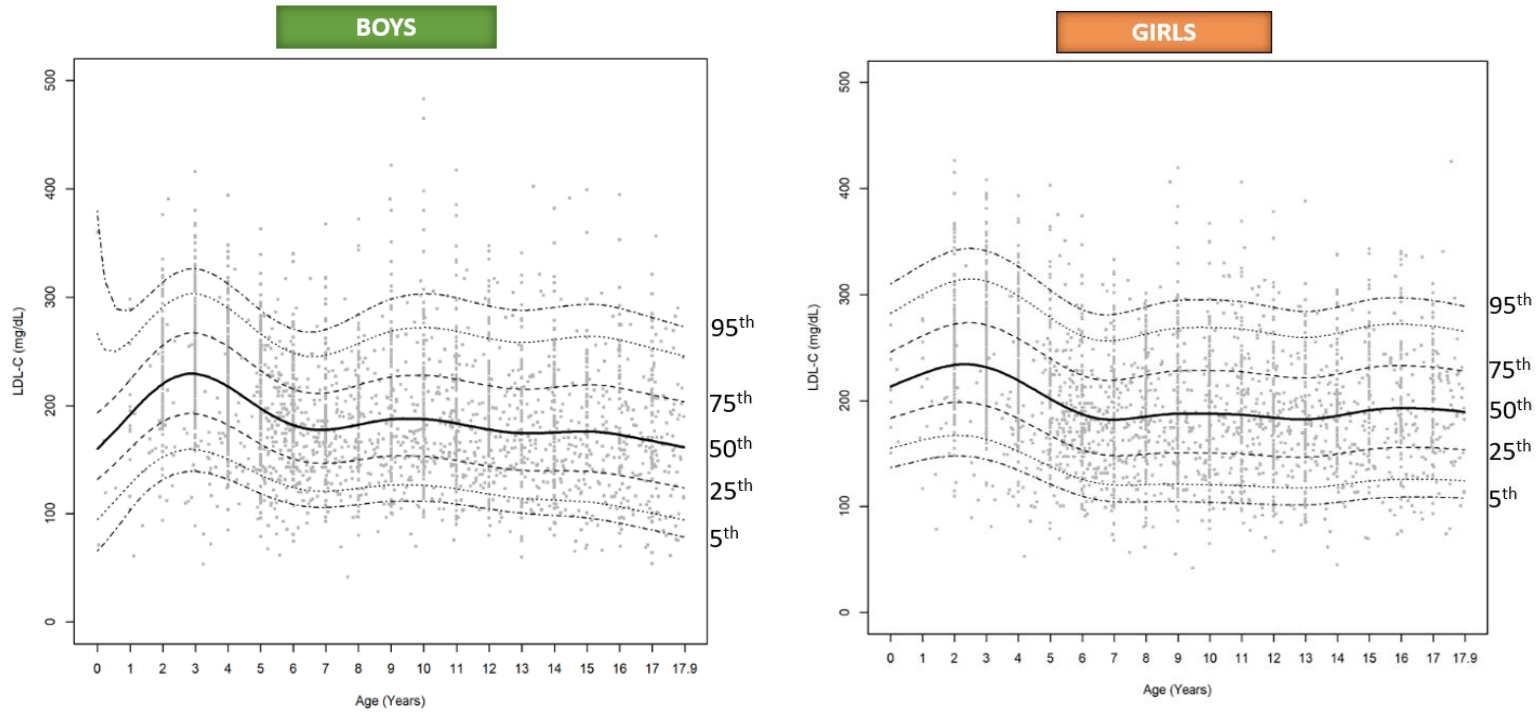 BOYS
500
400
300
200
100
0
LDL-C (mg/dL)
0 1 2 3 4 5 6 7 8 9 10 11 12 13 14 15 16 17 17.9
Age (Years)
95th
75th
50th
25th
5th
GIRLS
500
400
300
200
100
0
LDL-C (mg/dL)
0 1 2 3 4 5 6 7 8 9 10 11 12 13 14 15 16 17 17.9
Age (Years)
95th
75th
50th
25th
5th